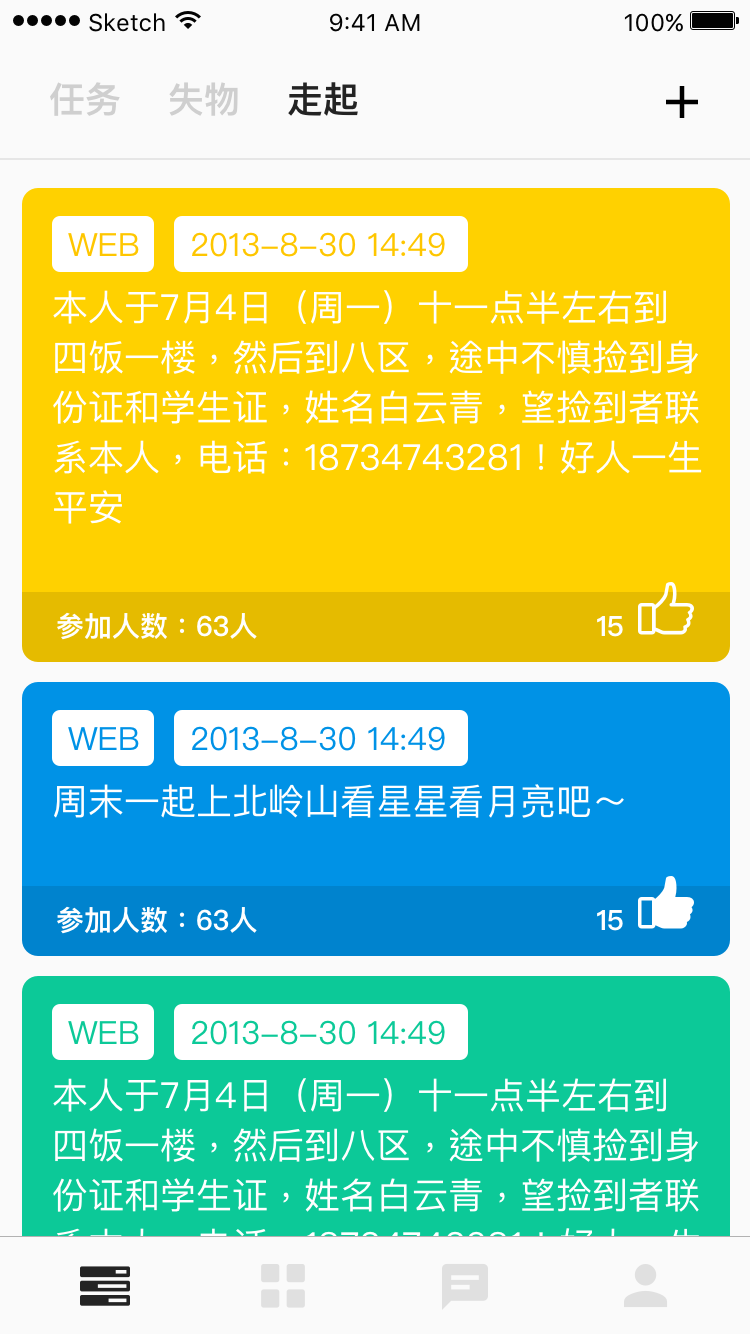 Sketch 9:41 AM 100%
任务 失物 走起
WEB 2013-8-30 14:49
本人于7月4日（周一）十一点半左右到
四饭一楼，然后到八区，途中不慎捡到身
份证和学生证，姓名白云青，望捡到者联
系本人，电话：18734743281！好人一生
平安
参加人数：63人 15
WEB 2013-8-30 14:49
周末一起上北岭山看星星看月亮吧～
参加人数：63人 15
WEB 2013-8-30 14:49
本人于7月4日（周一）十一点半左右到
四饭一楼，然后到八区，途中不慎捡到身
份证和学生证，姓名白云青，望捡到者联